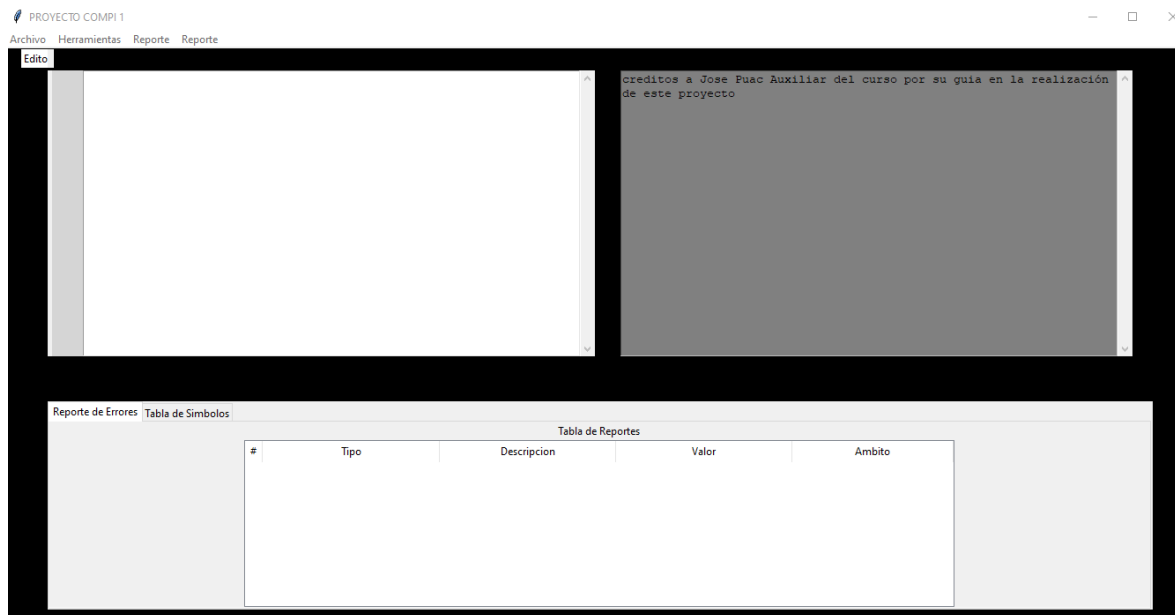 PROYECTO COMPI 1
Archivo Herramientas Reporte Reporte
Edito
creditos a Jose Puac Auxiliar del curso por su guia en la realización
de este proyecto
Reporte de Errores Tabla de Simbolos
Tabla de Reportes
# Tipo Descripcion Valor Ambito